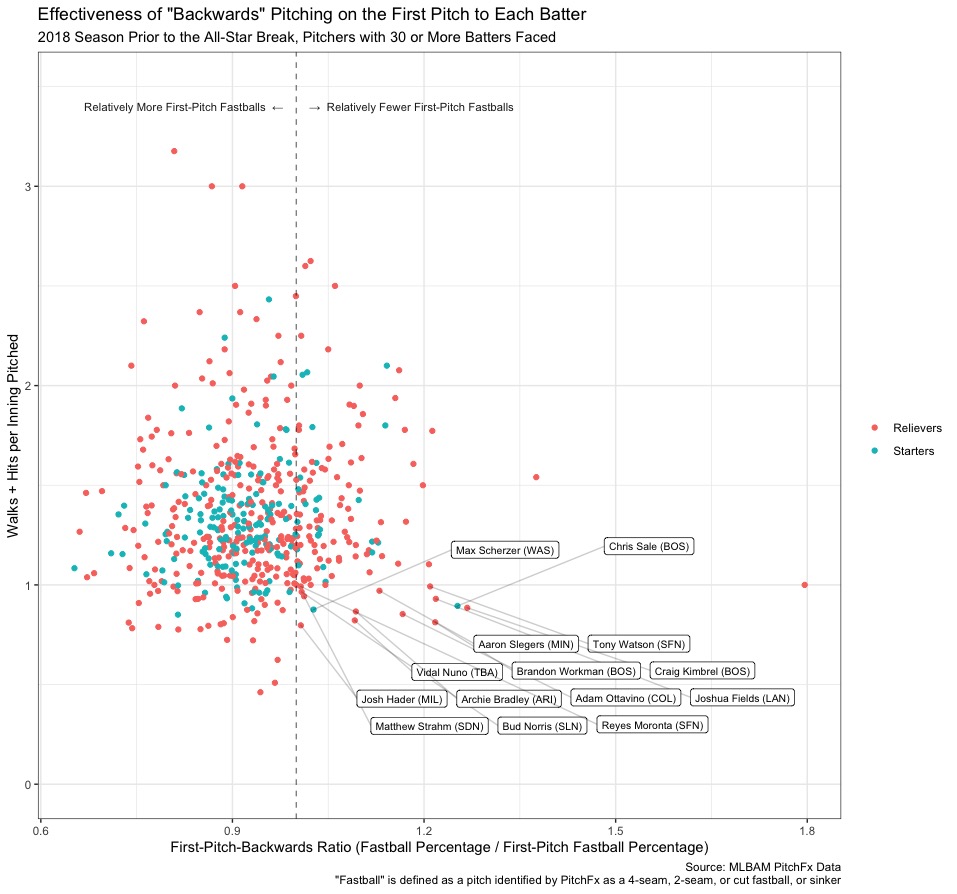 Effectiveness of "Backwards" Pitching on the First Pitch to Each Batter
2018 Season Prior to the All-Star Break, Pitchers with 30 or More Batters Faced
Relatively More First-Pitch Fastballs ←
→ Relatively Fewer First-Pitch Fastballs
3
2
1
0
Walks + Hits per Inning Pitched
Relievers
Starters
Max Scherzer (WAS)
Chris Sale (BOS)
Aaron Slegers (MIN)
Tony Watson (SFN)
Vidal Nuno (TBA)
Brandon Workman (BOS)
Craig Kimbrel (BOS)
Josh Hader (MIL)
Archie Bradley (ARI)
Adam Ottavino (COL)
Joshua Fields (LAN)
Matthew Strahm (SDN)
Bud Norris (SLN)
Reyes Moronta (SFN)
0.6
0.9
1.2
1.5
1.8
First-Pitch-Backwards Ratio (Fastball Percentage / First-Pitch Fastball Percentage)
Source: MLBAM PitchFx Data
"Fastball" is defined as a pitch identified by PitchFx as a 4-seam, 2-seam, or cut fastball, or sinker